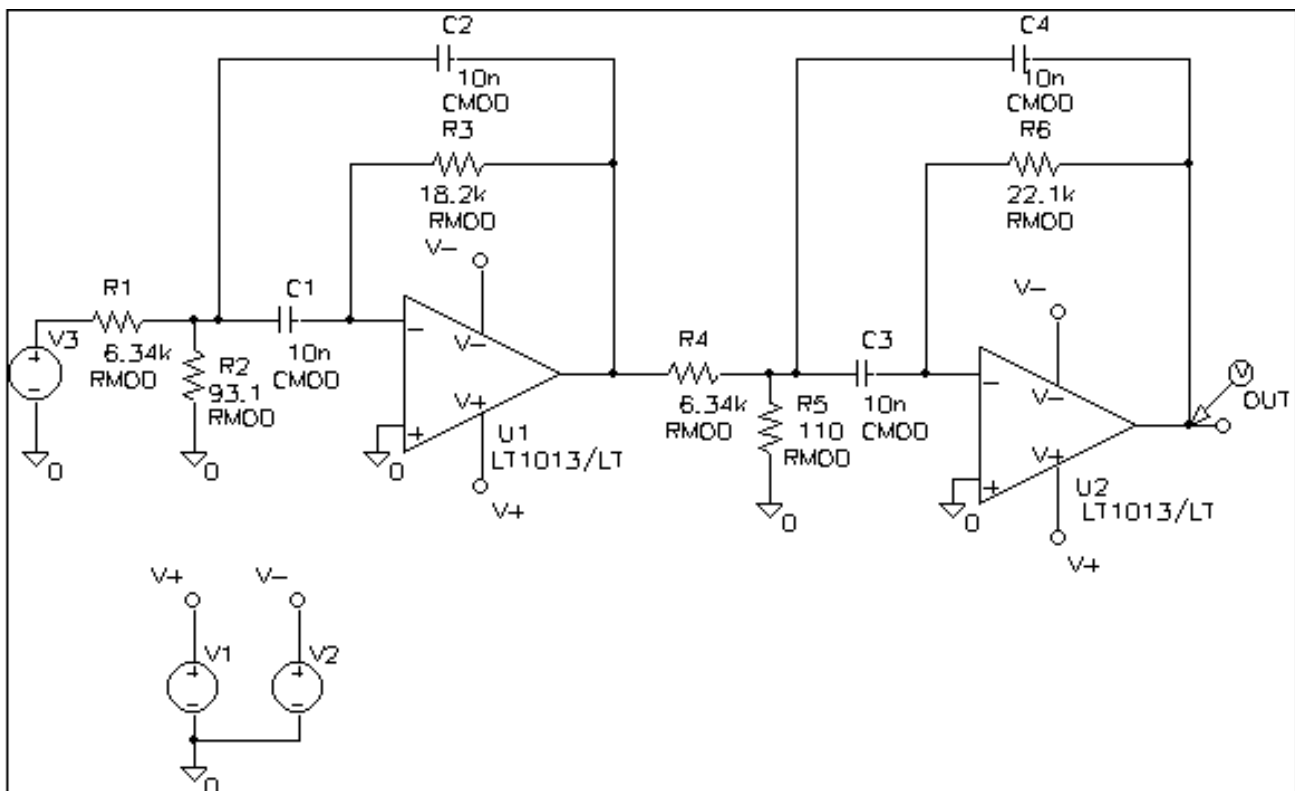 C2
10n
CMOD
R3
18.2k
RMOD
C4
10n
CMOD
R6
22.1k
RMOD
V-
R1
6.34k
RMOD
V3
+
-
0
R2
93.1
RMOD
0
C1
10n
CMOD
-
V-
V+
+
0
U1
LT1013/LT
V+
R4
6.34k
RMOD
R5
110
RMOD
0
C3
10n
CMOD
V-
-
V-
V+
+
0
U2
LT1013/LT
V+
V
OUT
V+
V-
V1
+
-
V2
+
-
0